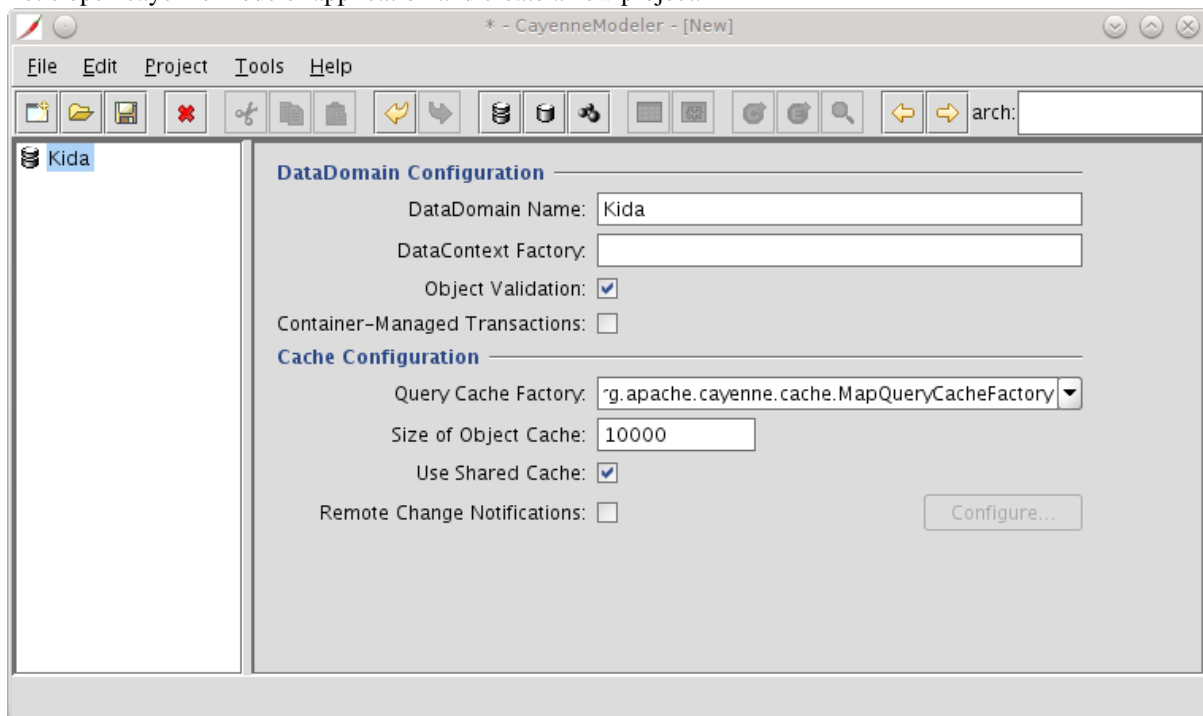 * - CayenneModeler - [New]
File Edit Project Tools Help
arch:
Kida
DataDomain Configuration
DataDomain Name: Kida
DataContext Factory:
Object Validation:
Container-Managed Transactions:
Cache Configuration
Query Cache Factory: rg.apache.cayenne.cache.MapQueryCacheFactory
Size of Object Cache: 10000
Use Shared Cache:
Remote Change Notifications:
Configure...